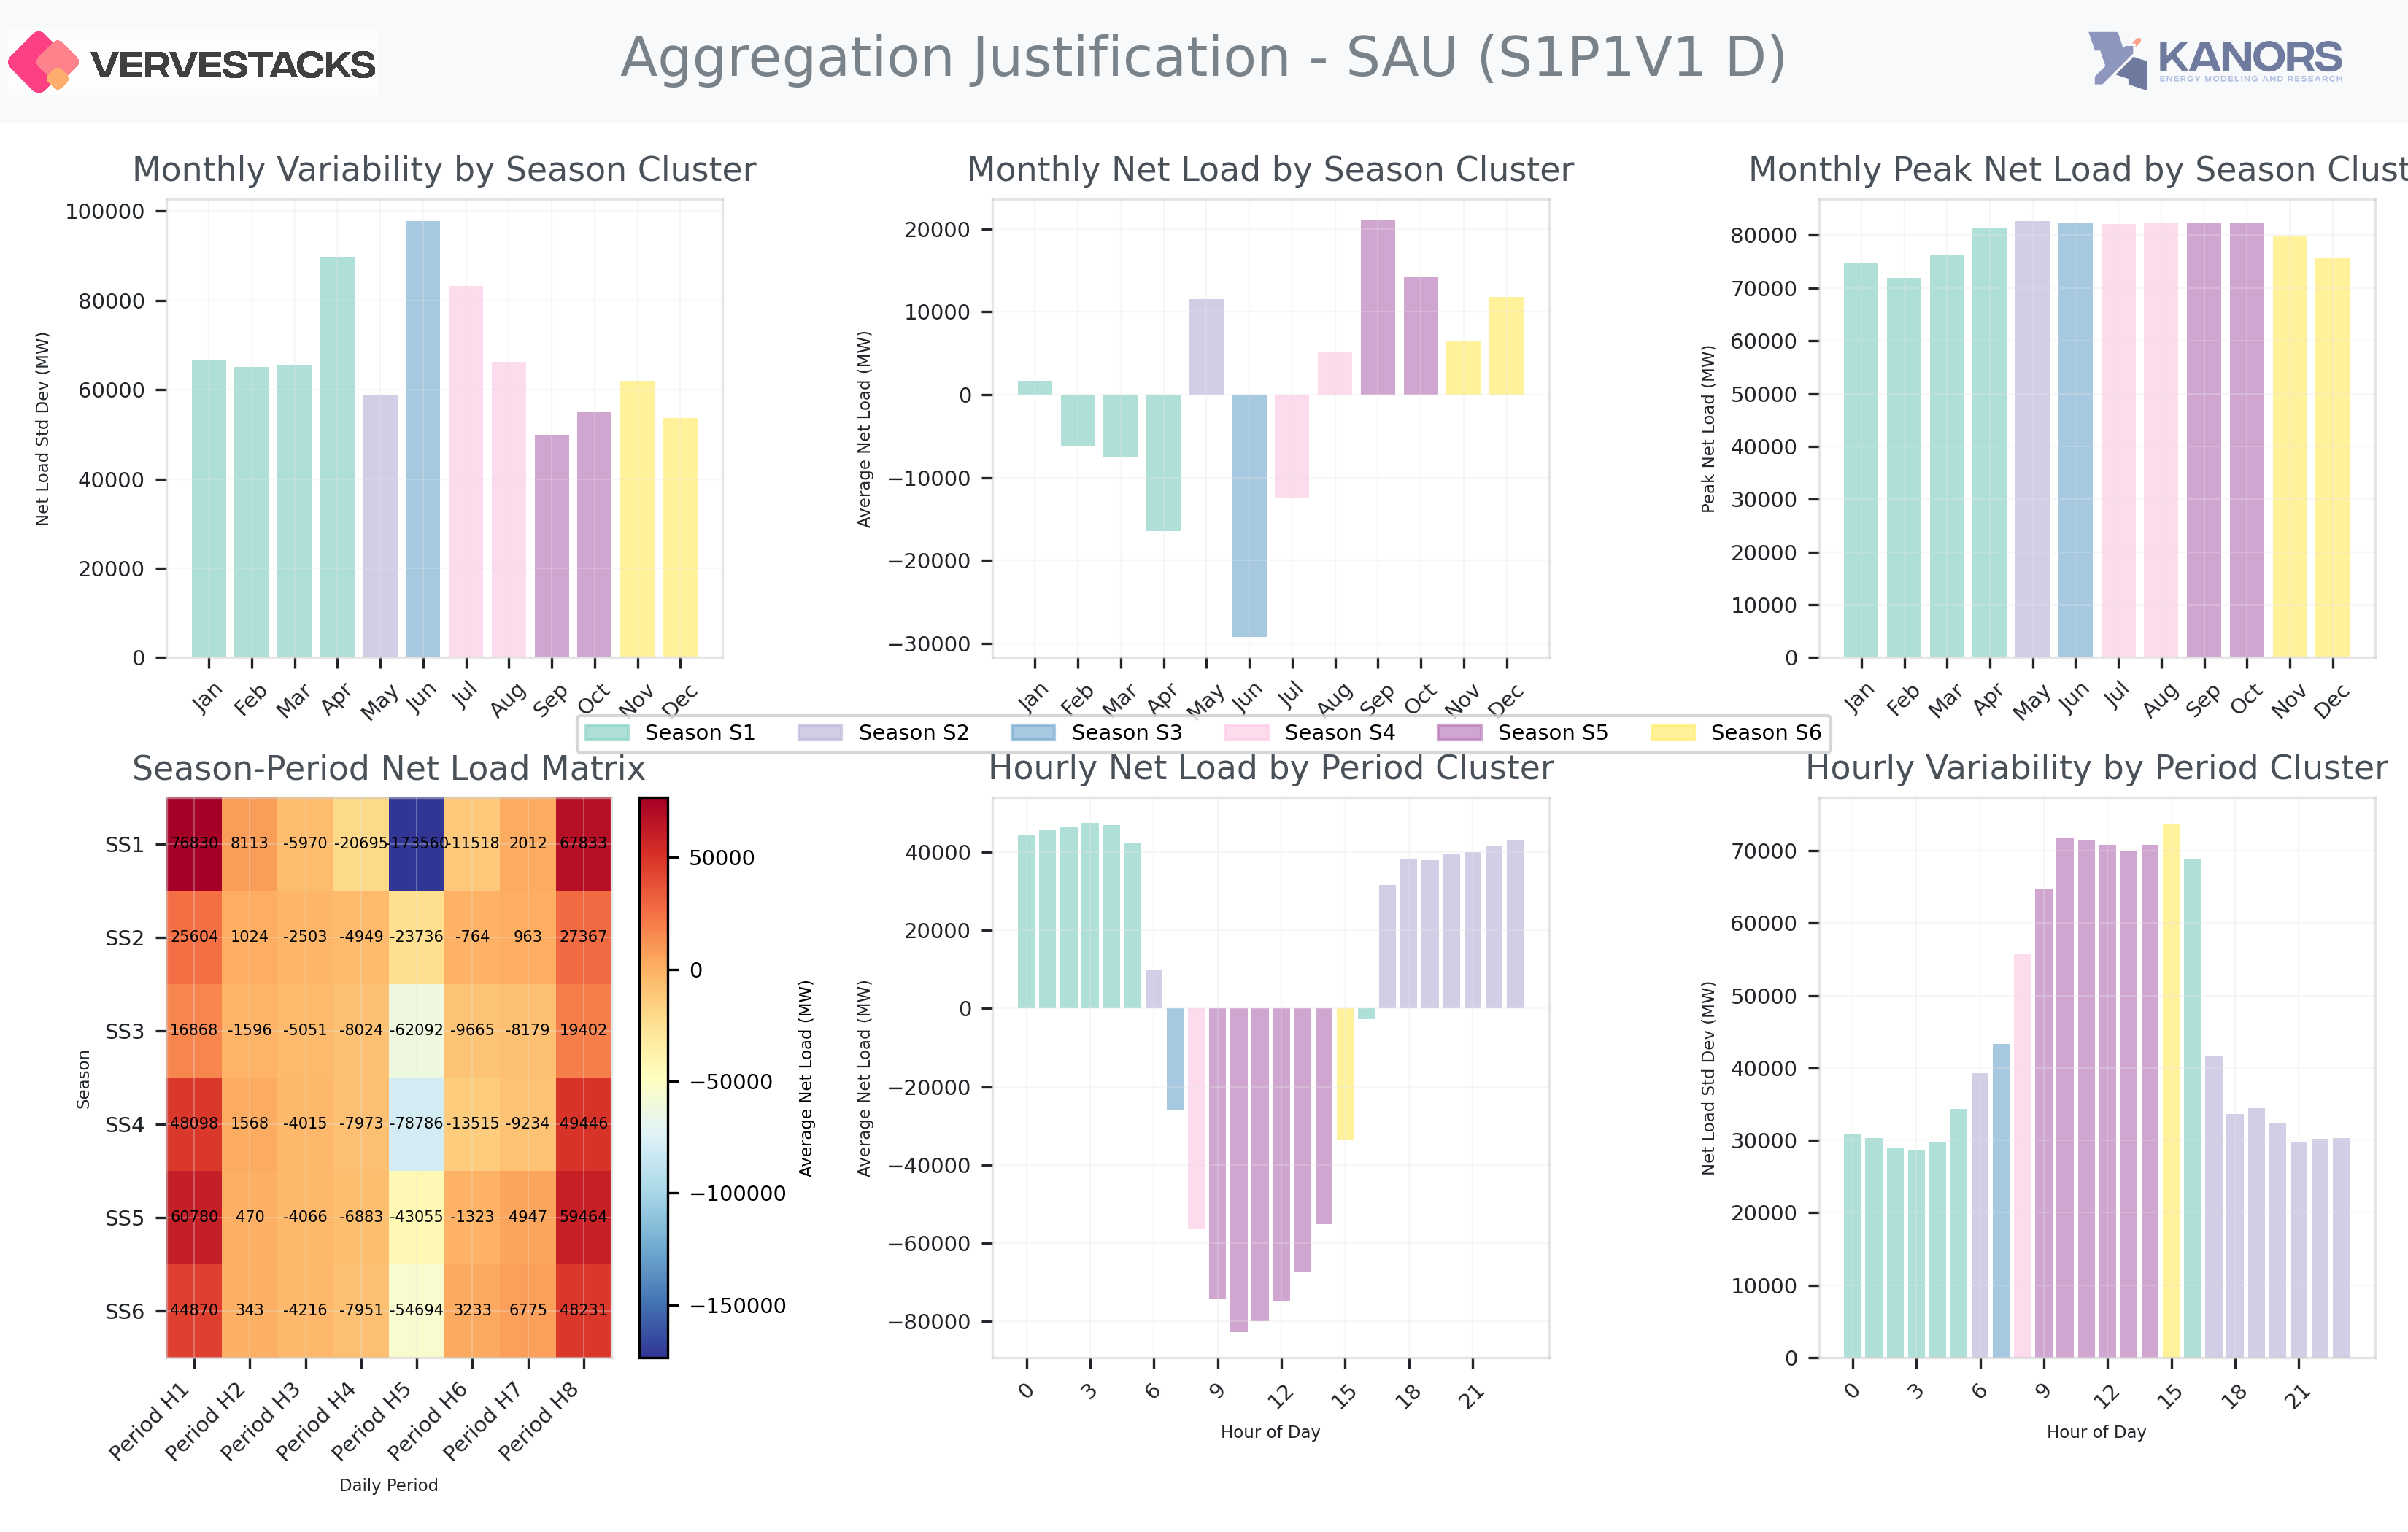 VERVESTACKS
Aggregation Justification - SAU (S1P1V1 D)
KANORS
ENERGY MODELING AND RESEARCH
Monthly Variability by Season Cluster
Net Load Std Dev (MW)
100000
80000
60000
40000
20000
0
Jan Feb Mar Apr May Jun Jul Aug Sep Oct Nov Dec
Monthly Net Load by Season Cluster
Average Net Load (MW)
20000
10000
0
−10000
−20000
−30000
Jan Feb Mar Apr May Jun Jul Aug Sep Oct Nov Dec
Monthly Peak Net Load by Season Clust
Peak Net Load (MW)
80000
70000
60000
50000
40000
30000
20000
10000
0
Jan Feb Mar Apr May Jun Jul Aug Sep Oct Nov Dec
Season S1 Season S2 Season S3 Season S4 Season S5 Season S6
Season-Period Net Load Matrix
Season
SS1 76830 8113 -5970 -20695 -173560 -11518 2012 67833
SS2 25604 1024 -2503 -4949 -23736 -764 963 27367
SS3 16868 -1596 -5051 -8024 -62092 -9665 -8179 19402
SS4 48098 1568 -4015 -7973 -78786 -13515 -9234 49446
SS5 60780 470 -4066 -6883 -43055 -1323 4947 59464
SS6 44870 343 -4216 -7951 -54694 3233 6775 48231
Period H1 Period H2 Period H3 Period H4 Period H5 Period H6 Period H7 Period H8
Daily Period
50000
0
−50000
−100000
−150000
Average Net Load (MW)
Hourly Net Load by Period Cluster
Average Net Load (MW)
40000
20000
0
−20000
−40000
−60000
−80000
0 3 6 9 12 15 18 21
Hour of Day
Hourly Variability by Period Cluster
Net Load Std Dev (MW)
70000
60000
50000
40000
30000
20000
10000
0
0 3 6 9 12 15 18 21
Hour of Day